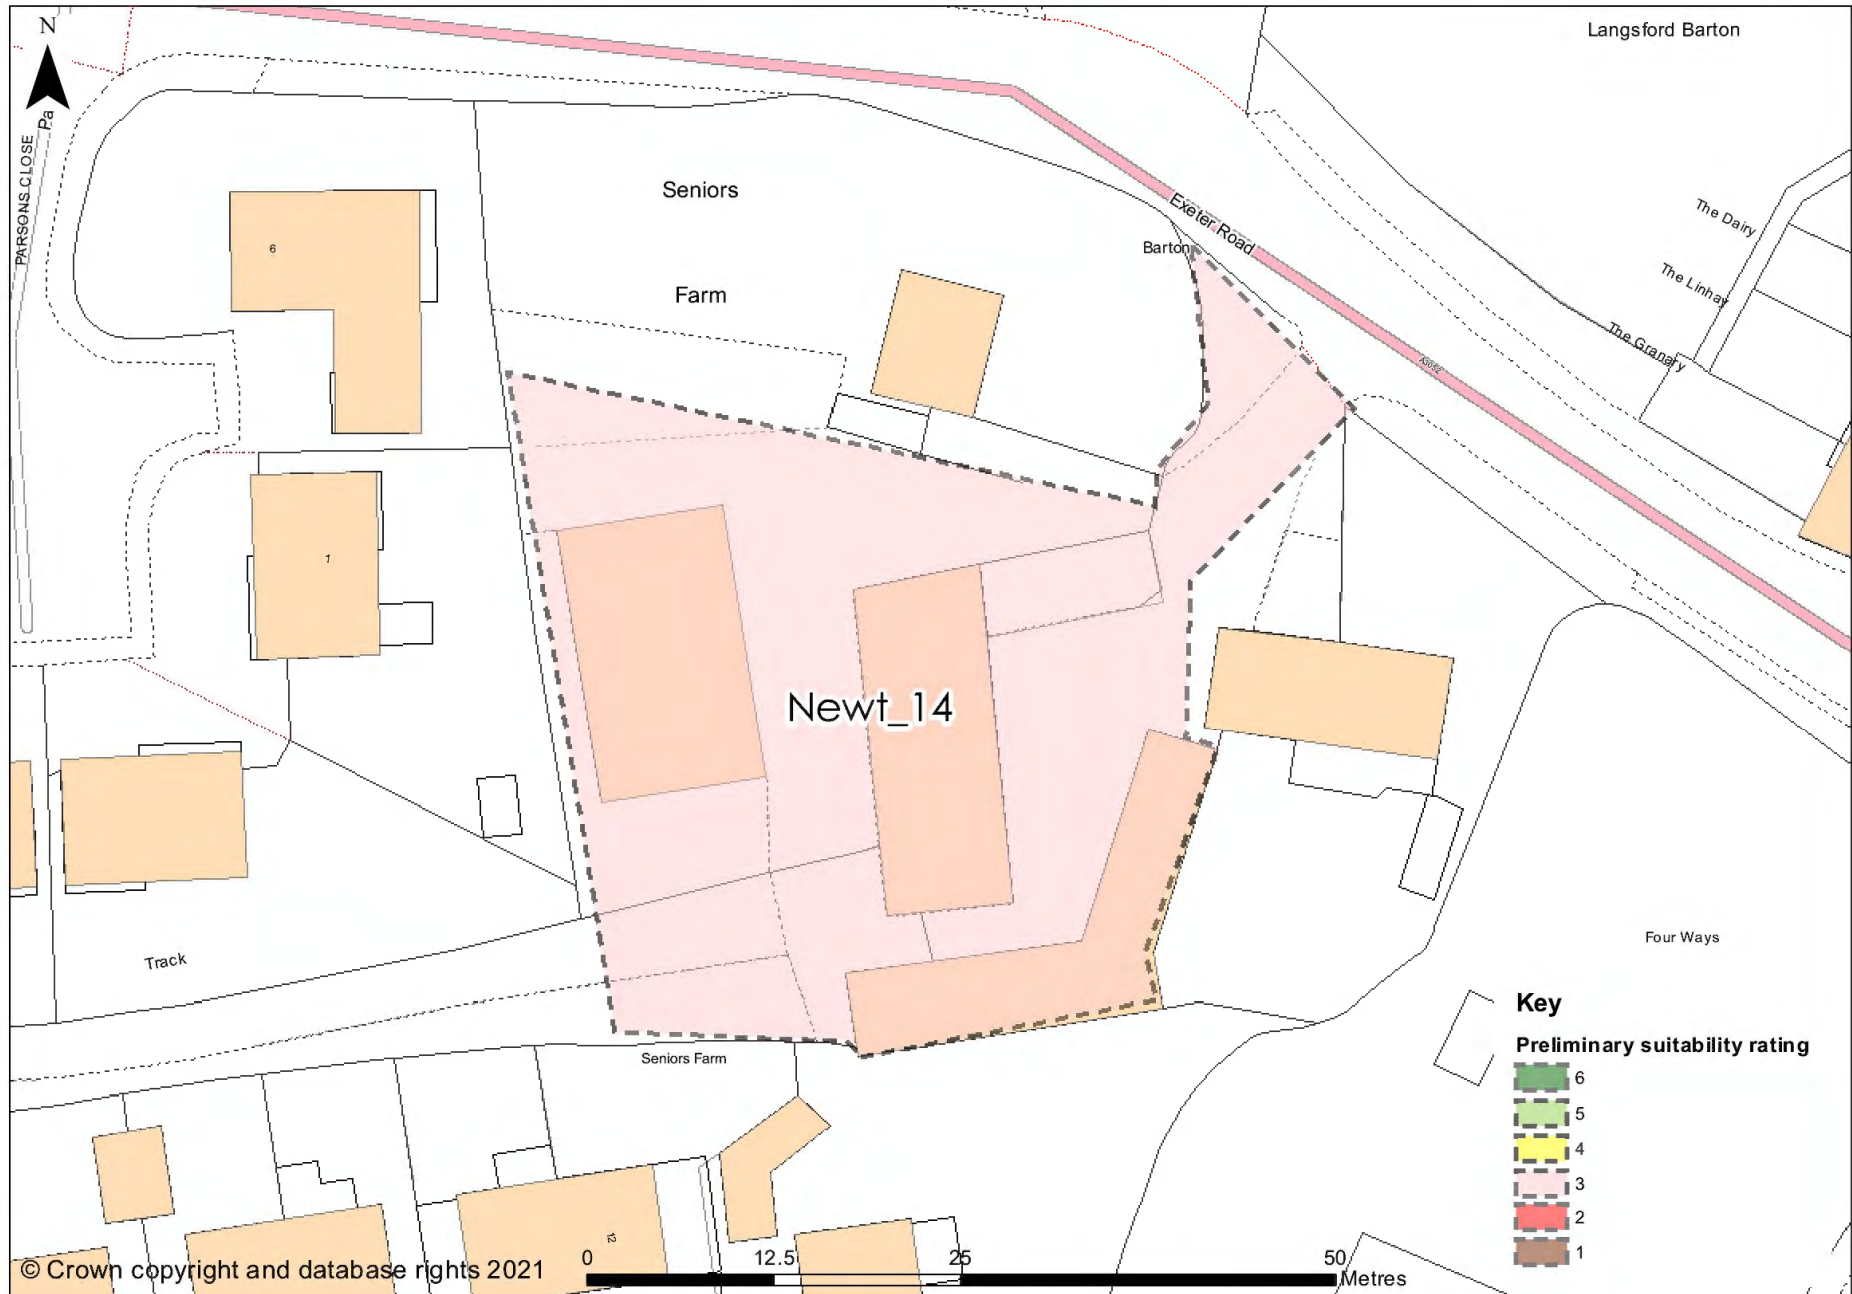 N
Langsford Barton
Pa
PARSONS CLOSE
Seniors
Exeter Road
The Dairy
Barton
6
The Linhay
Farm
The Granary
A3052
1
Newt_14
Four Ways
Track
Key
Preliminary suitability rating
Seniors Farm
6
5
4
3
2
1
12
0 12.5 25 50
Metres
© Crown copyright and database rights 2021